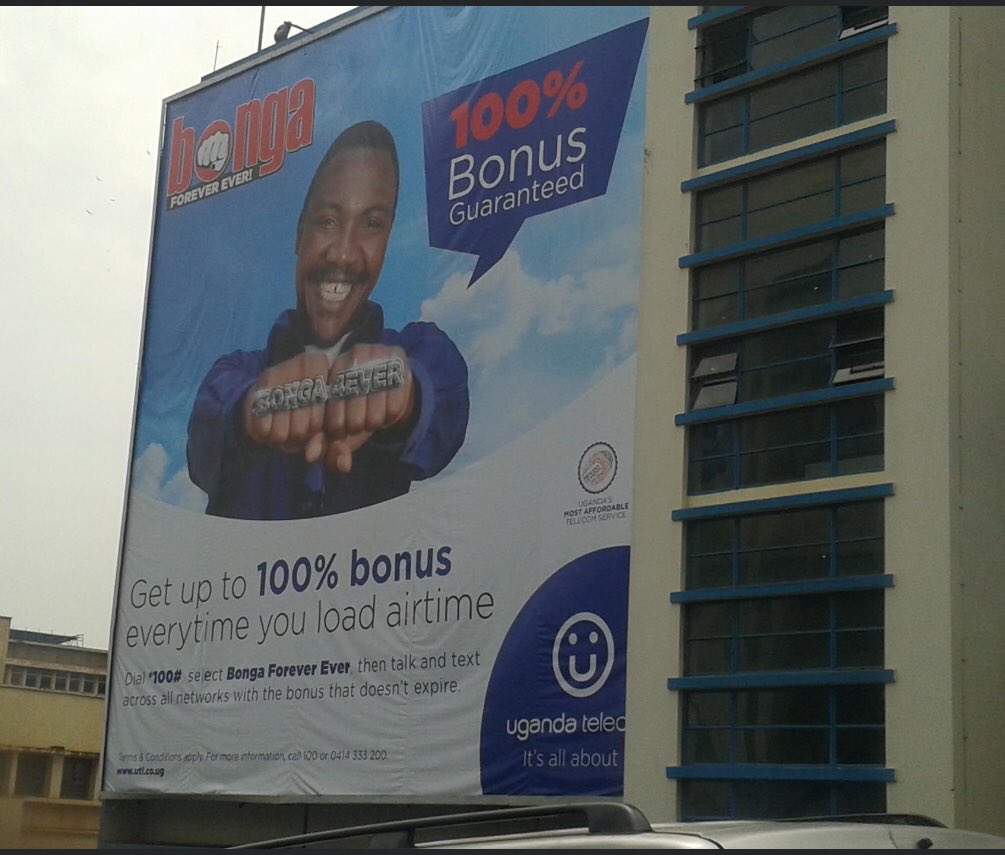 bonga
FOREVER EVER!
100%
Bonus
Guaranteed
BONGA 4EVER
UGANDA'S
MOST AFFORDABLE
TELECOM SERVICE
Get up to 100% bonus
everytime you load airtime
Dial *100# select Bonga Forever Ever, then talk and text
across all networks with the bonus that doesn't expire.
Terms & Conditions apply. For more information, call 100 or 0414 333 200.
www.utl.co.ug
uganda telec
It's all about